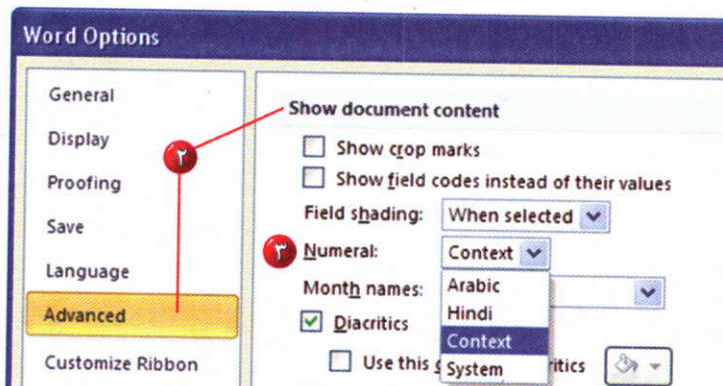 Word Options
General
Display
Proofing
Save
Language
Advanced
Customize Ribbon
٢
Show document content
Show crop marks
Show field codes instead of their values
Field shading: When selected
٣ Numeral: Context
Month names:
Arabic
Hindi
Context
System
Diacritics
Use this ritics